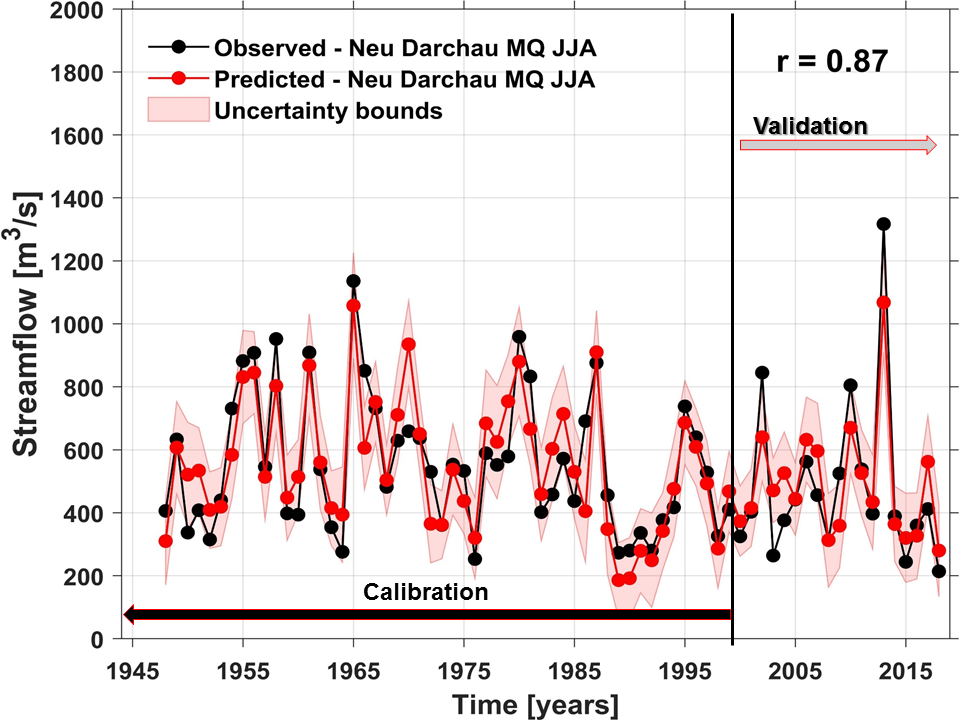 2000
1800
1600
1400
1200
1000
800
600
400
200
0
Streamflow [m³/s]
Observed - Neu Darchau MQ JJA
Predicted - Neu Darchau MQ JJA
Uncertainty bounds
r = 0.87
Validation
Calibration
1945 1955 1965 1975 1985 1995 2005 2015
Time [years]